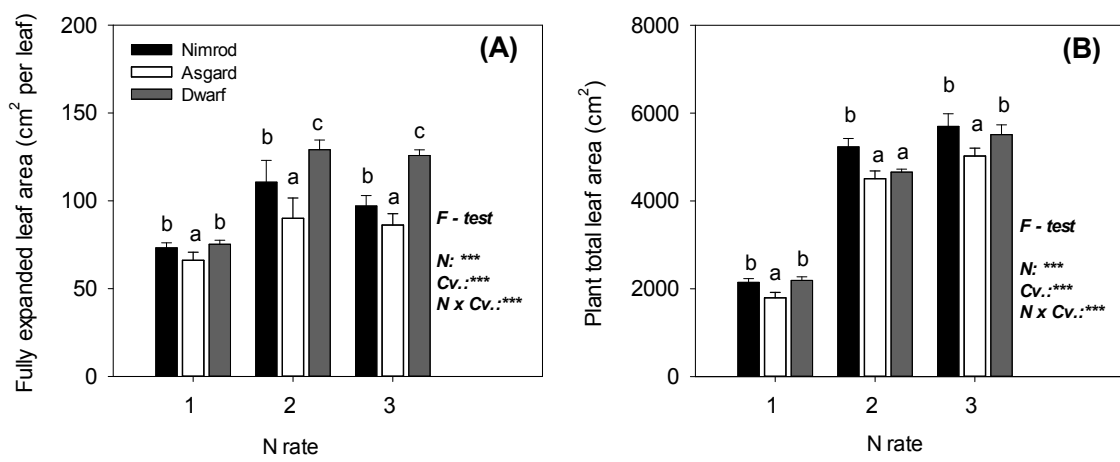 Fully expanded leaf area (cm² per leaf)
200
150
100
50
0
Nimrod
Asgard
Dwarf
(A)
b
a
b
b
a
c
b
a
c
F - test
N: ***
Cv.:***
N x Cv.:***
1
2
3
N rate
Plant total leaf area (cm²)
8000
6000
4000
2000
0
(B)
b
a
b
b
a
a
b
a
b
F - test
N: ***
Cv.:***
N x Cv.:***
1
2
3
N rate